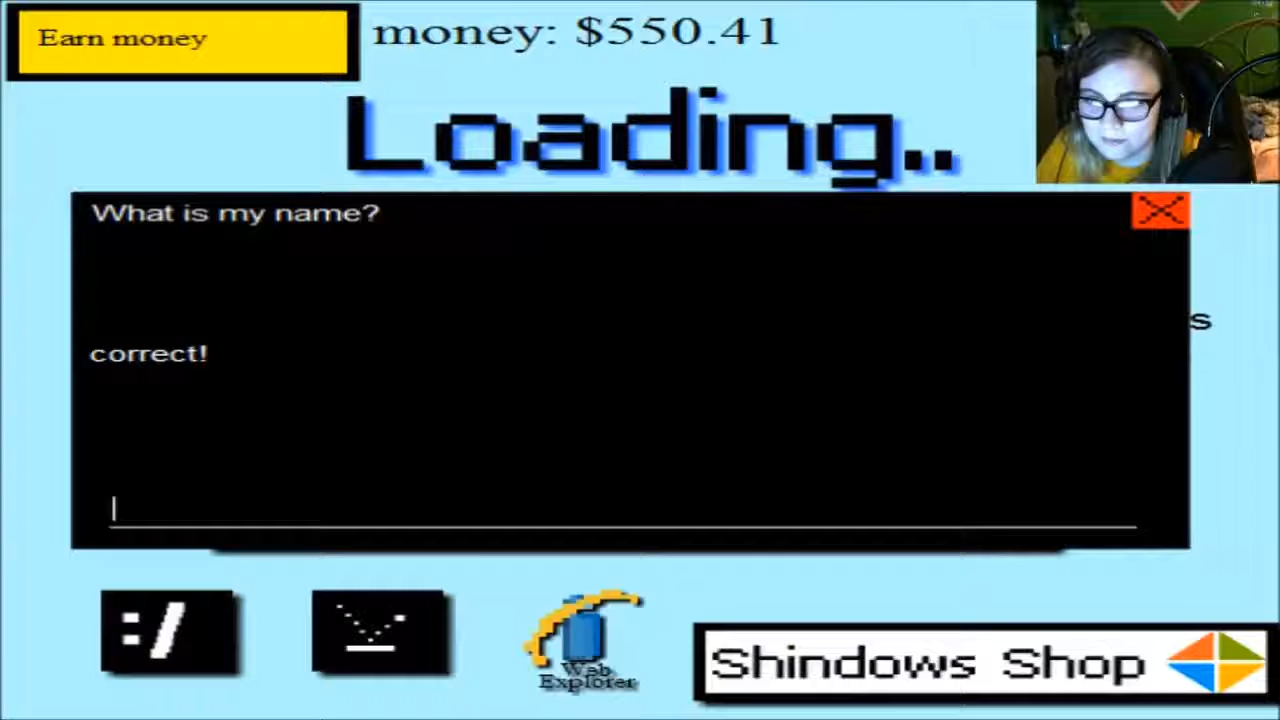 Earn money
money: $550.41
Loading..
What is my name?
s
correct!
:/
Web
Explorer
Shindows Shop